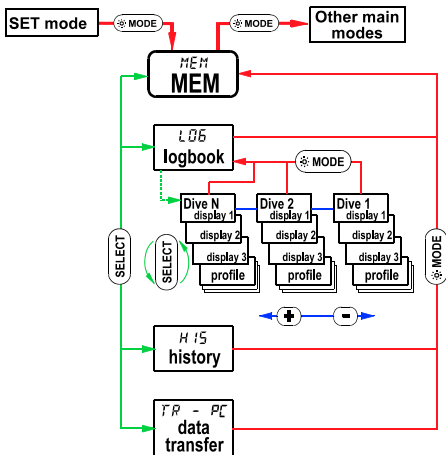 SET mode
MODE
MODE
Other main
modes
MEM
MEM
LOG
logbook
MODE
Dive N
display 1
display 2
display 3
profile
Dive 2
display 1
display 2
display 3
profile
Dive 1
display 1
display 2
display 3
profile
SELECT
SELECT
MODE
+
-
HIS
history
TR - PC
data
transfer